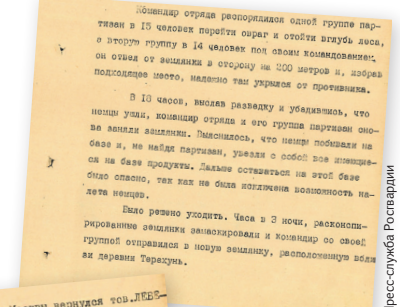 Командир отряда распорядился одной группе пар-
тизан в 15 человек перейти овраг и отойти вглубь леса,
а вторую группу в 14 человек под своим командованием,
он отвел от землянки в сторону на 200 метров и, избрав
подходящее место, надежно там укрылся от противника.
В 18 часов, выслав разведку и убедившись, что
немцы ушли, командир отряда и его группа партизан сно-
ва заняли землянки. Выяснилось, что немцы побывали на
базе и, не найдя партизан, увезли с собой все имеющие-
ся на базе продукты. Дальше оставаться на этой базе
было опасно, так как не была исключена возможность на-
лета немцев.
Было решено уходить. Часа в 3 ночи, расконспи-
рированные землянки замаскировали и командир со своей
группой отправился в новую землянку, расположенную вбли
зи деревни Терехунь.
вернулся тов.ЛЕБЕ-
пресс-служба Росгвардии